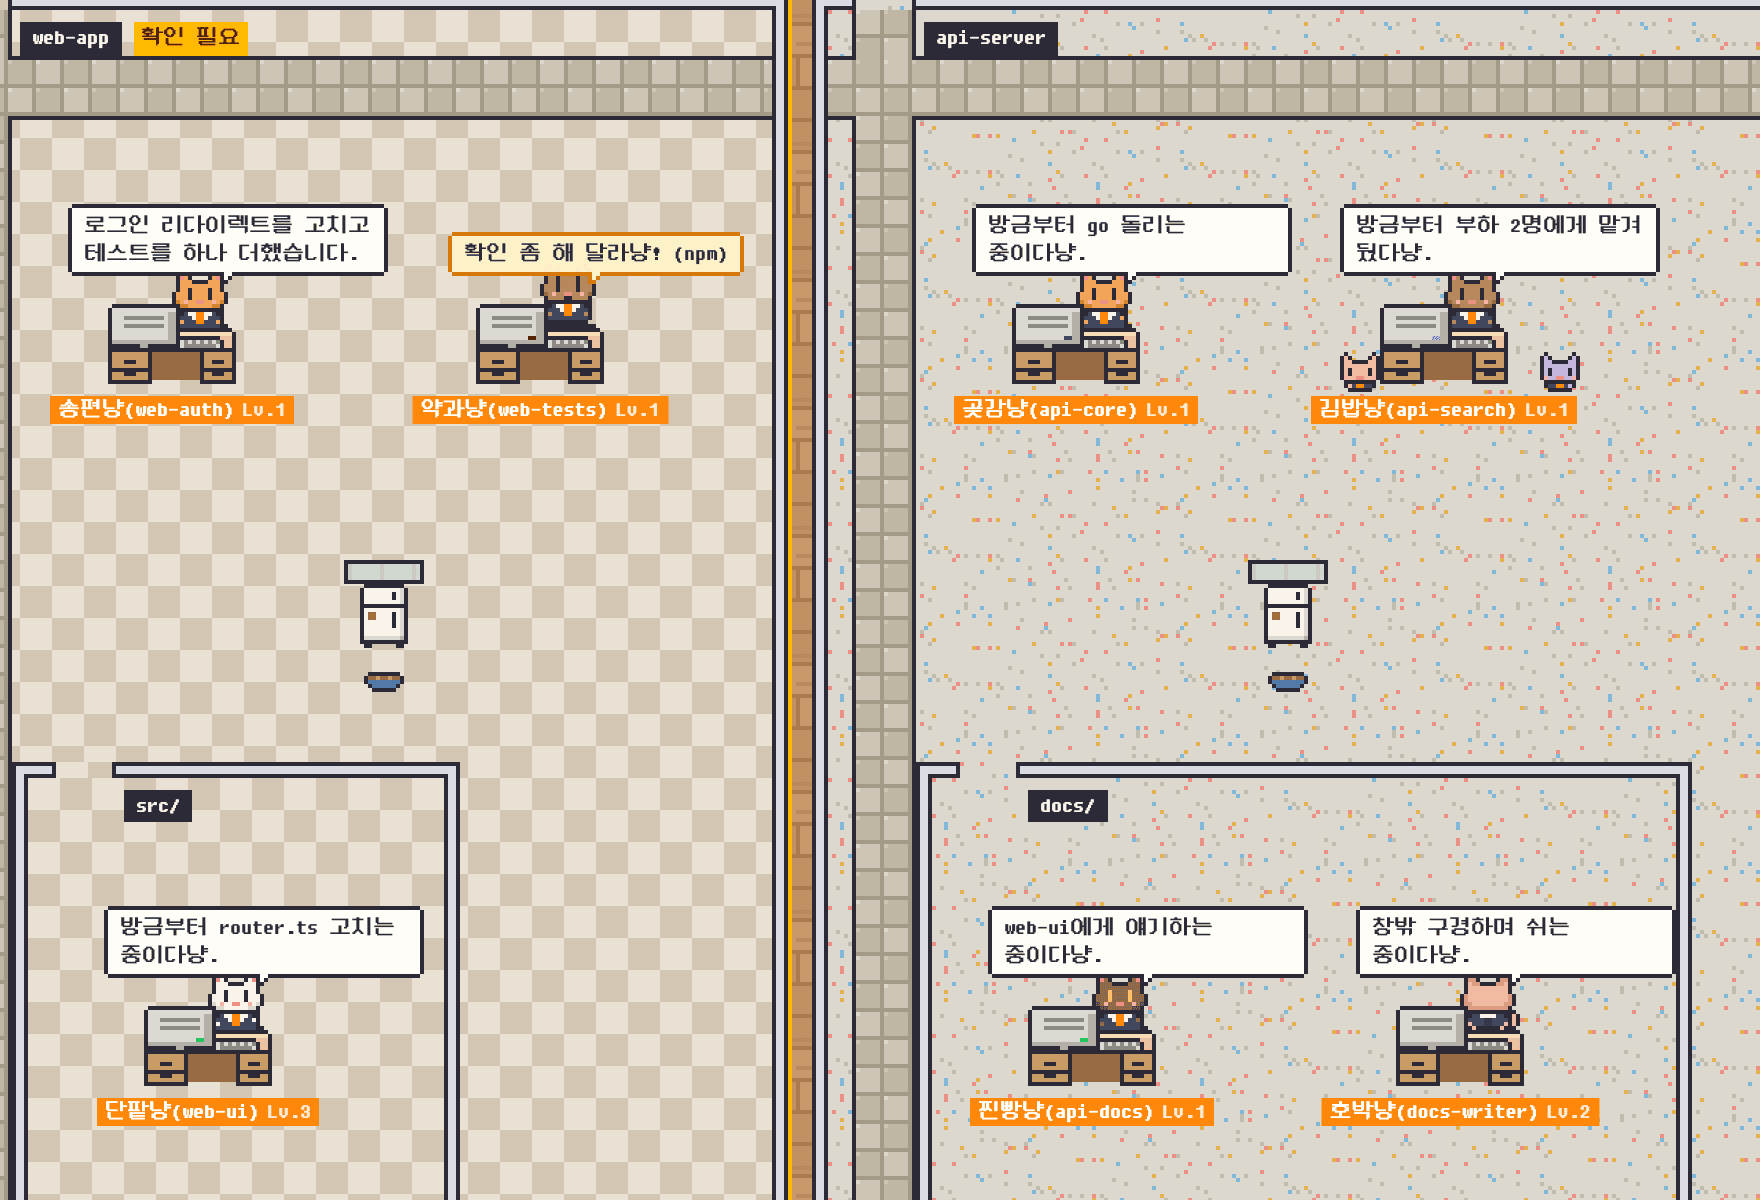 web-app
확인 필요
로그인 리다이렉트를 고치고
테스트를 하나 더했습니다.
확인 좀 해 달라냥! (npm)
송편냥(web-auth) Lv.1
약과냥(web-tests) Lv.1
src/
방금부터 router.ts 고치는
중이다냥.
단팥냥(web-ui) Lv.3
api-server
방금부터 go 돌리는
중이다냥.
방금부터 부하 2명에게 맡겨
뒀다냥.
곶감냥(api-core) Lv.1
김밥냥(api-search) Lv.1
docs/
web-ui에게 얘기하는
중이다냥.
창밖 구경하며 쉬는
중이다냥.
찐빵냥(api-docs) Lv.1
호박냥(docs-writer) Lv.2